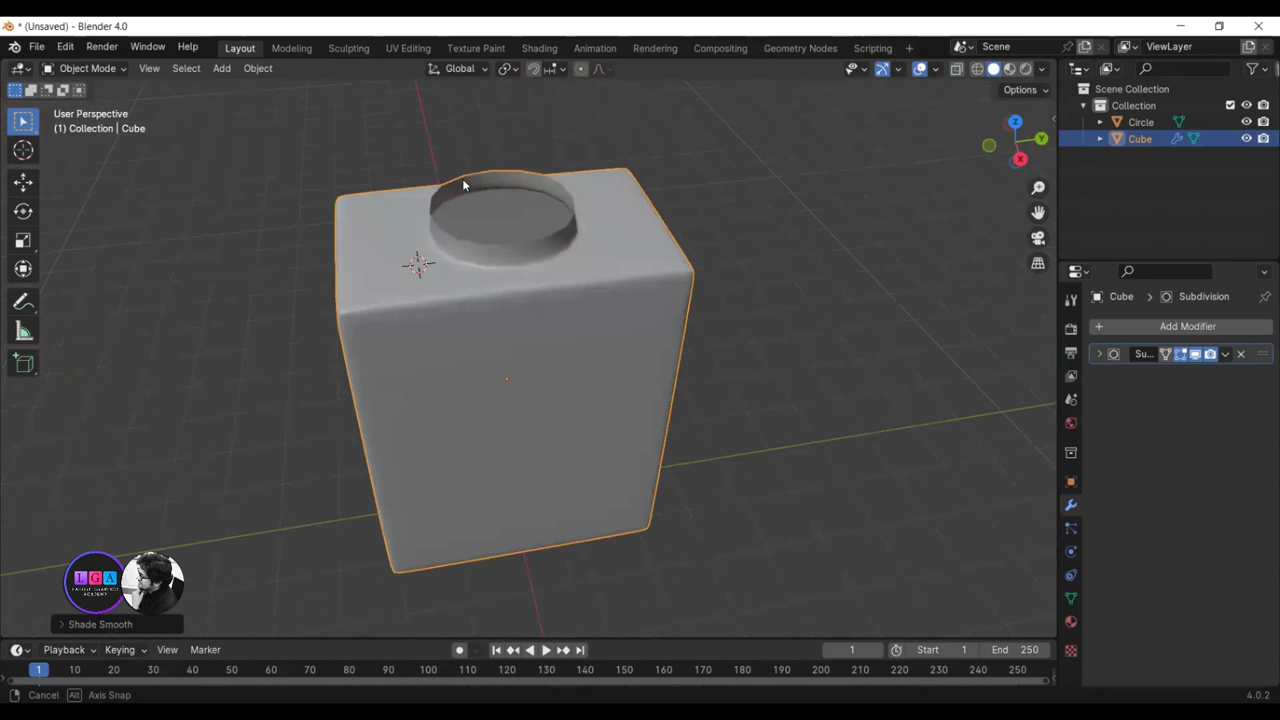 * (Unsaved) - Blender 4.0
File Edit Render Window Help Layout Modeling Sculpting UV Editing Texture Paint Shading Animation Rendering Compositing Geometry Nodes Scripting + Scene ViewLayer
Object Mode View Select Add Object Global
Options
User Perspective
(1) Collection | Cube
Scene Collection
Collection
Circle
Cube
Z
Y
X
Cube > Subdivision
+ Add Modifier
Su...
LGA
> Shade Smooth
Playback Keying View Marker 1 Start 1 End 250
1 10 20 30 40 50 60 70 80 90 100 110 120 130 140 150 160 170 180 190 200 210 220 230 240 250
Cancel Alt Axis Snap 4.0.2